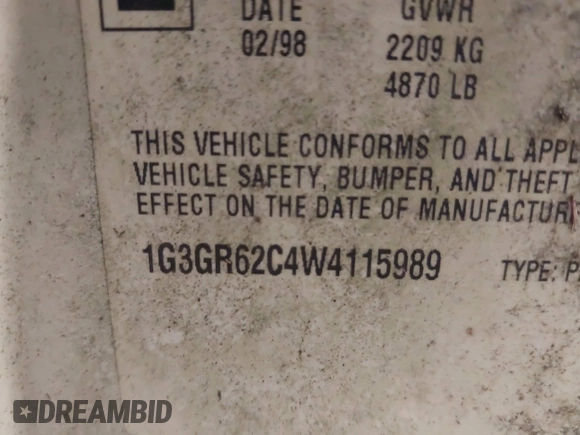 DATE GVWR
02/98 2209 KG
4870 LB
THIS VEHICLE CONFORMS TO ALL APPL
VEHICLE SAFETY, BUMPER, AND THEFT
EFFECT ON THE DATE OF MANUFACTUR
1G3GR62C4W4115989 TYPE: P
DREAMBID